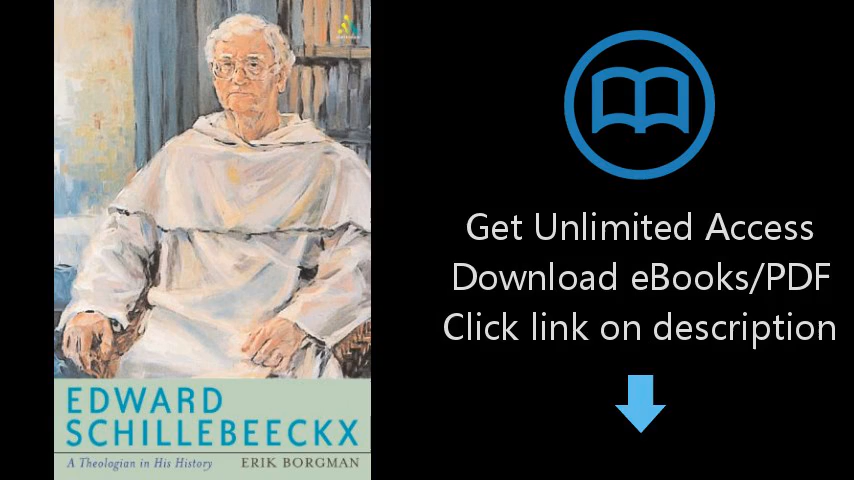 EDWARD
SCHILLEBEECKX
A Theologian in His History
ERIK BORGMAN
Get Unlimited Access
Download eBooks/PDF
Click link on description